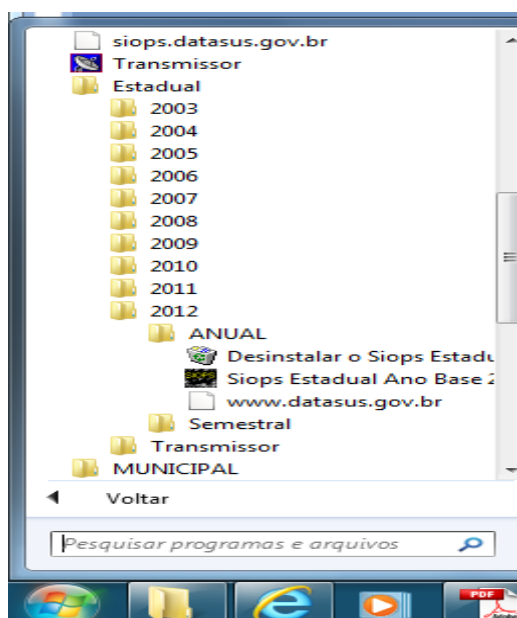 siops.datasus.gov.br
Transmissor
Estadual
2003
2004
2005
2006
2007
2008
2009
2010
2011
2012
ANUAL
Desinstalar o Siops Estadu
Siops Estadual Ano Base 2
www.datasus.gov.br
Semestral
Transmissor
MUNICIPAL
Voltar
Pesquisar programas e arquivos
PDF